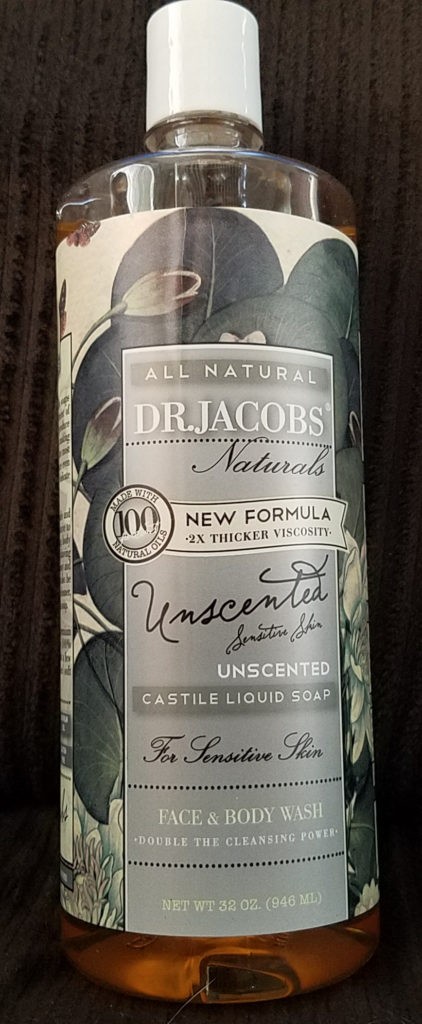 ALL NATURAL
DR.JACOBS®
Naturals
MADE WITH
100
NATURAL OILS
NEW FORMULA
·2X THICKER VISCOSITY·
Unscented
Sensitive Skin
UNSCENTED
CASTILE LIQUID SOAP
For Sensitive Skin
FACE & BODY WASH
·DOUBLE THE CLEANSING POWER·
NET WT 32 OZ. (946 ML)